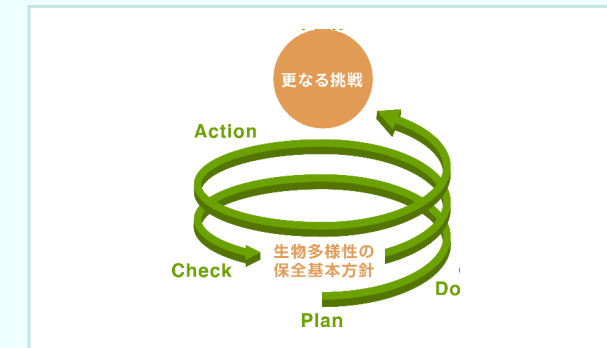 更なる挑戦
Action
生物多様性の
保全基本方針
Check
Do
Plan